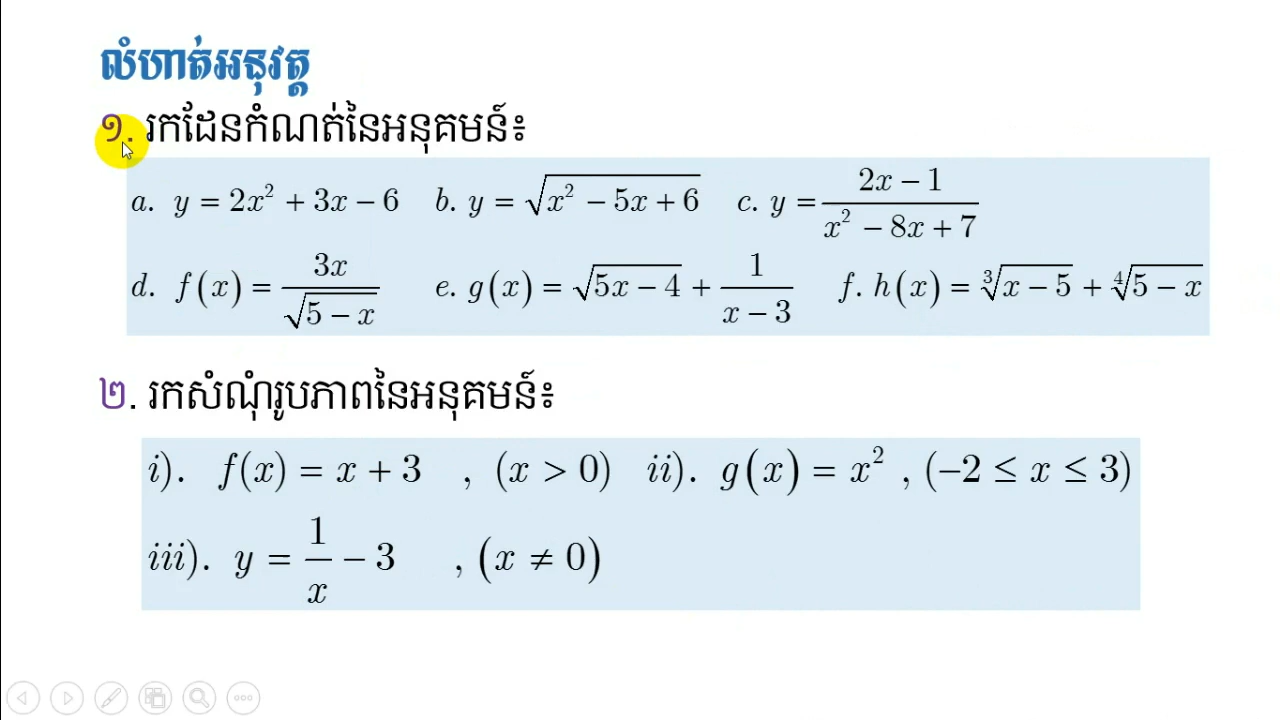 លំហាត់អនុវត្ត
១. រកដែនកំណត់នៃអនុគមន៍ៈ
a. y = 2x² + 3x − 6 b. y = √(x² − 5x + 6) c. y = (2x − 1)/(x² − 8x + 7)
d. f(x) = 3x/√(5 − x) e. g(x) = √(5x − 4) + 1/(x − 3) f. h(x) = ∛(x − 5) + ∜(5 − x)
២. រកសំណុំរូបភាពនៃអនុគមន៍ៈ
i). f(x) = x + 3 , (x > 0) ii). g(x) = x² , (−2 ≤ x ≤ 3)
iii). y = 1/x − 3 , (x ≠ 0)